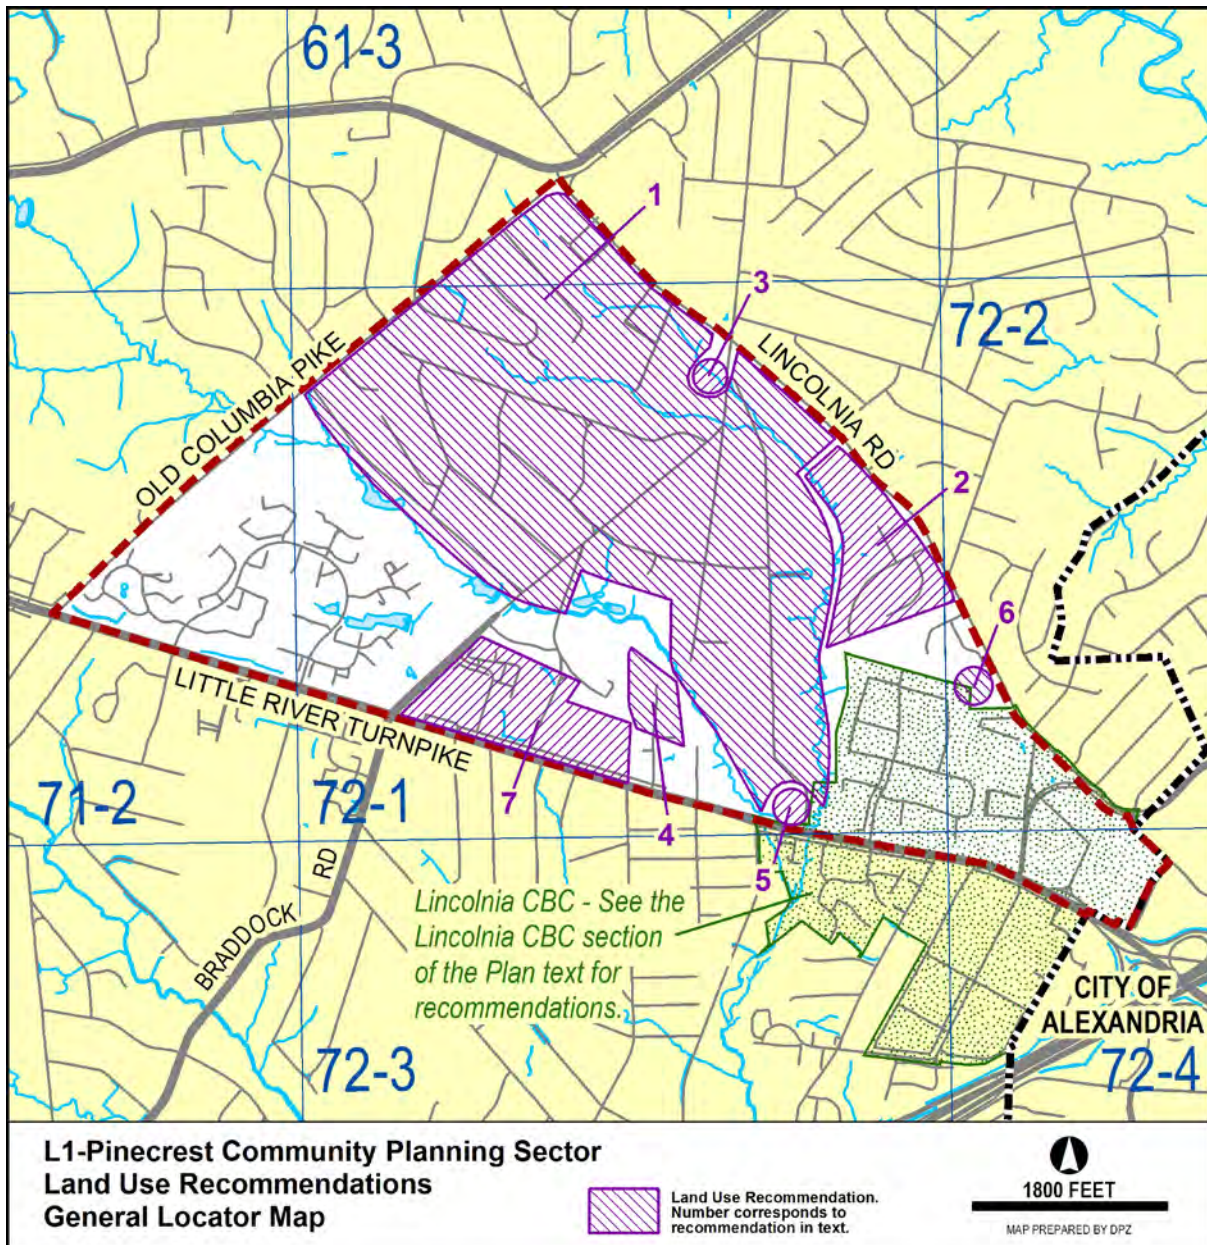 61-3
1
3
72-2
OLD COLUMBIA PIKE
LINCOLNIA RD
2
6
LITTLE RIVER TURNPIKE
71-2
72-1
7
4
5
BRADDOCK RD
Lincolnia CBC - See the
Lincolnia CBC section
of the Plan text for
recommendations.
CITY OF
ALEXANDRIA
72-3
72-4
L1-Pinecrest Community Planning Sector
Land Use Recommendations
General Locator Map
Land Use Recommendation.
Number corresponds to
recommendation in text.
1800 FEET
MAP PREPARED BY DPZ